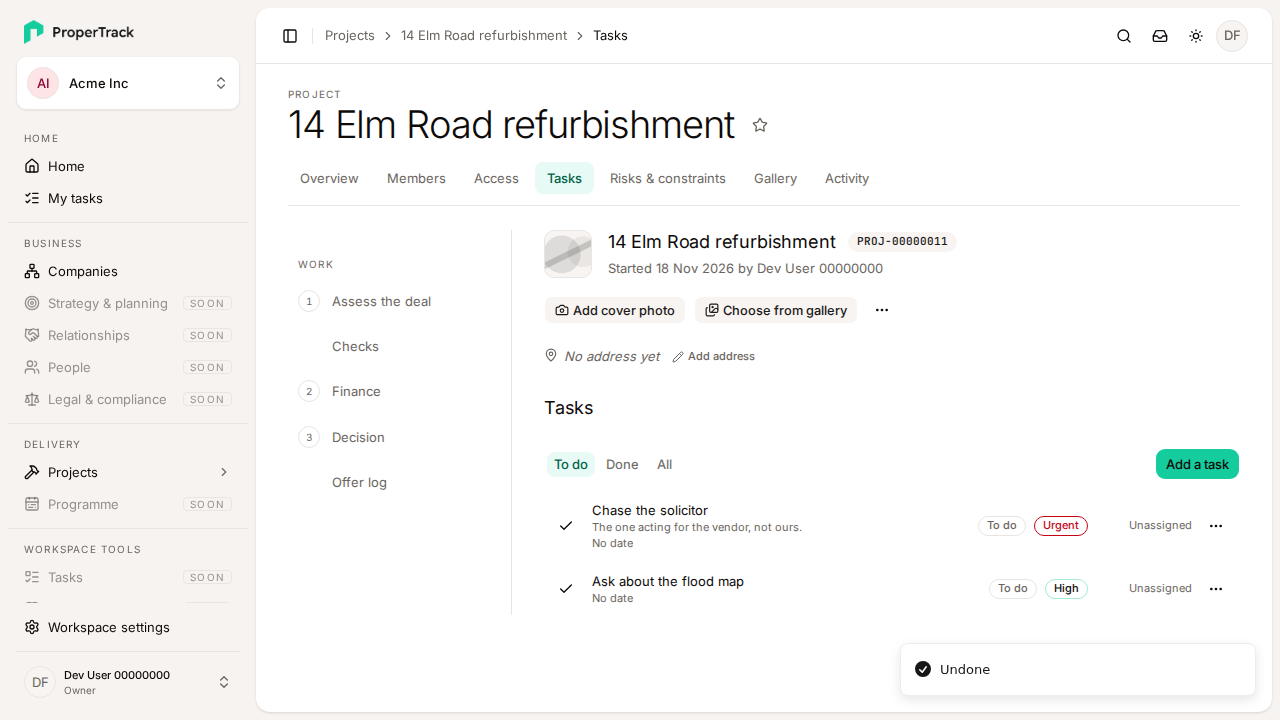 ProperTrack
AI
Acme Inc
HOME
Home
My tasks
BUSINESS
Companies
Strategy & planning SOON
Relationships SOON
People SOON
Legal & compliance SOON
DELIVERY
Projects
Programme SOON
WORKSPACE TOOLS
Tasks SOON
Workspace settings
DF
Dev User 00000000
Owner
Projects > 14 Elm Road refurbishment > Tasks
DF
PROJECT
14 Elm Road refurbishment
Overview Members Access Tasks Risks & constraints Gallery Activity
WORK
1 Assess the deal
Checks
2 Finance
3 Decision
Offer log
14 Elm Road refurbishment PROJ-00000011
Started 18 Nov 2026 by Dev User 00000000
Add cover photo Choose from gallery
No address yet Add address
Tasks
To do Done All Add a task
Chase the solicitor
The one acting for the vendor, not ours.
No date
To do Urgent Unassigned
Ask about the flood map
No date
To do High Unassigned
Undone